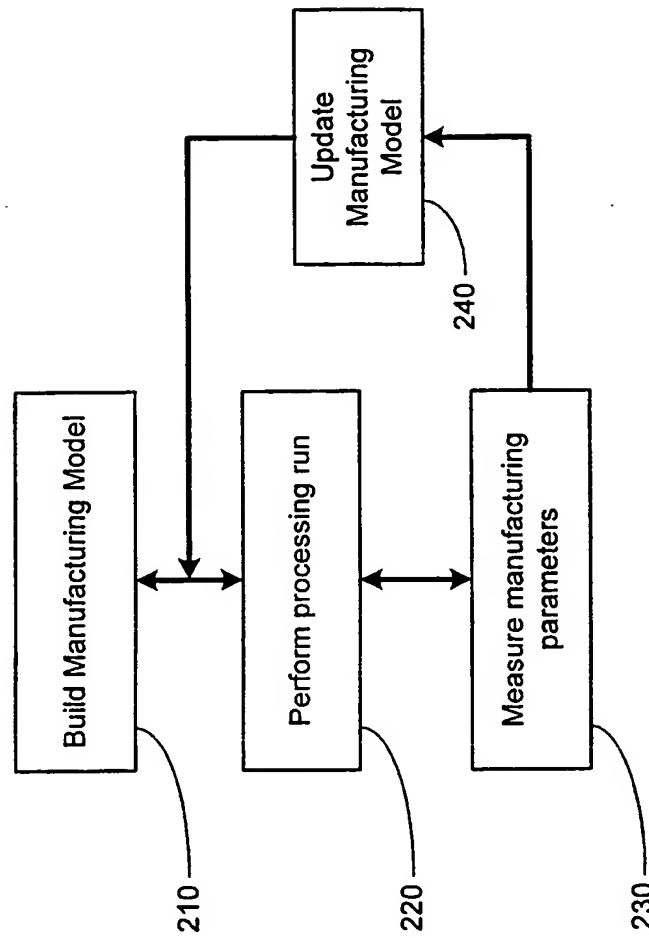 Build Manufacturing Model
210
Perform processing run
220
Measure manufacturing
parameters
230
Update
Manufacturing
Model
240